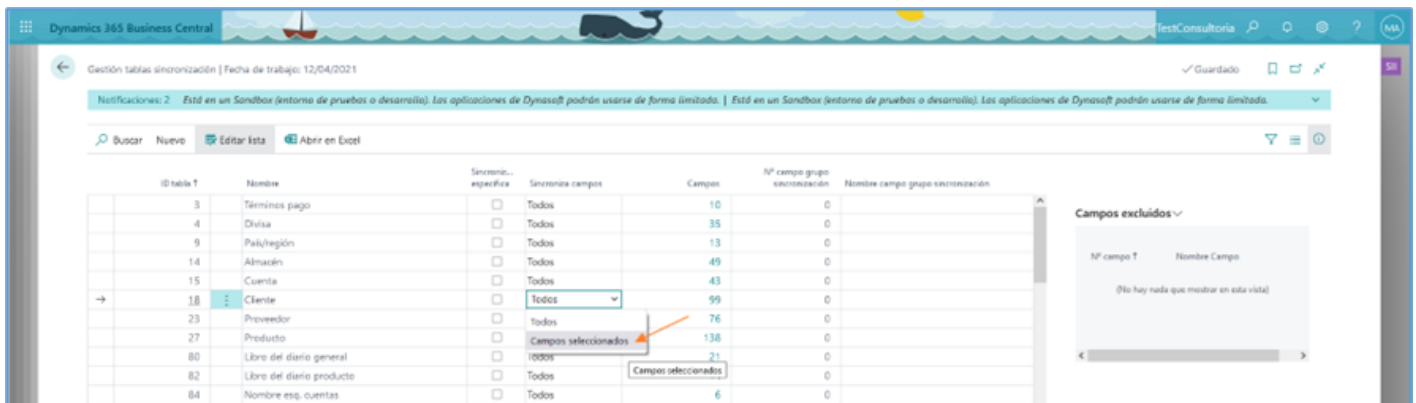 Dynamics 365 Business Central TestConsultoria ? MA
Gestión tablas sincronización | Fecha de trabajo: 12/04/2021 Guardado SII
Notificaciones: 2 Está en un Sandbox (entorno de pruebas o desarrollo). Las aplicaciones de Dynasoft podrán usarse de forma limitada. | Está en un Sandbox (entorno de pruebas o desarrollo). Las aplicaciones de Dynasoft podrán usarse de forma limitada.
Buscar Nuevo Editar lista Abrir en Excel
ID tabla ↑ Nombre Sincroniz... específica Sincroniza campos Campos Nº campo grupo sincronización Nombre campo grupo sincronización
3 Términos pago Todos 10 0
4 Divisa Todos 35 0
9 País/región Todos 13 0
14 Almacén Todos 49 0
15 Cuenta Todos 43 0
→ 18 Cliente Todos 99 0
23 Proveedor Todos 76 0
27 Producto Campos seleccionados 138 0
80 Libro del diario general Todos 21 0
82 Libro del diario producto Todos Campos seleccionados 0
84 Nombre esq. cuentas Todos 6 0
Campos excluidos
Nº campo ↑ Nombre Campo
(No hay nada que mostrar en esta vista)